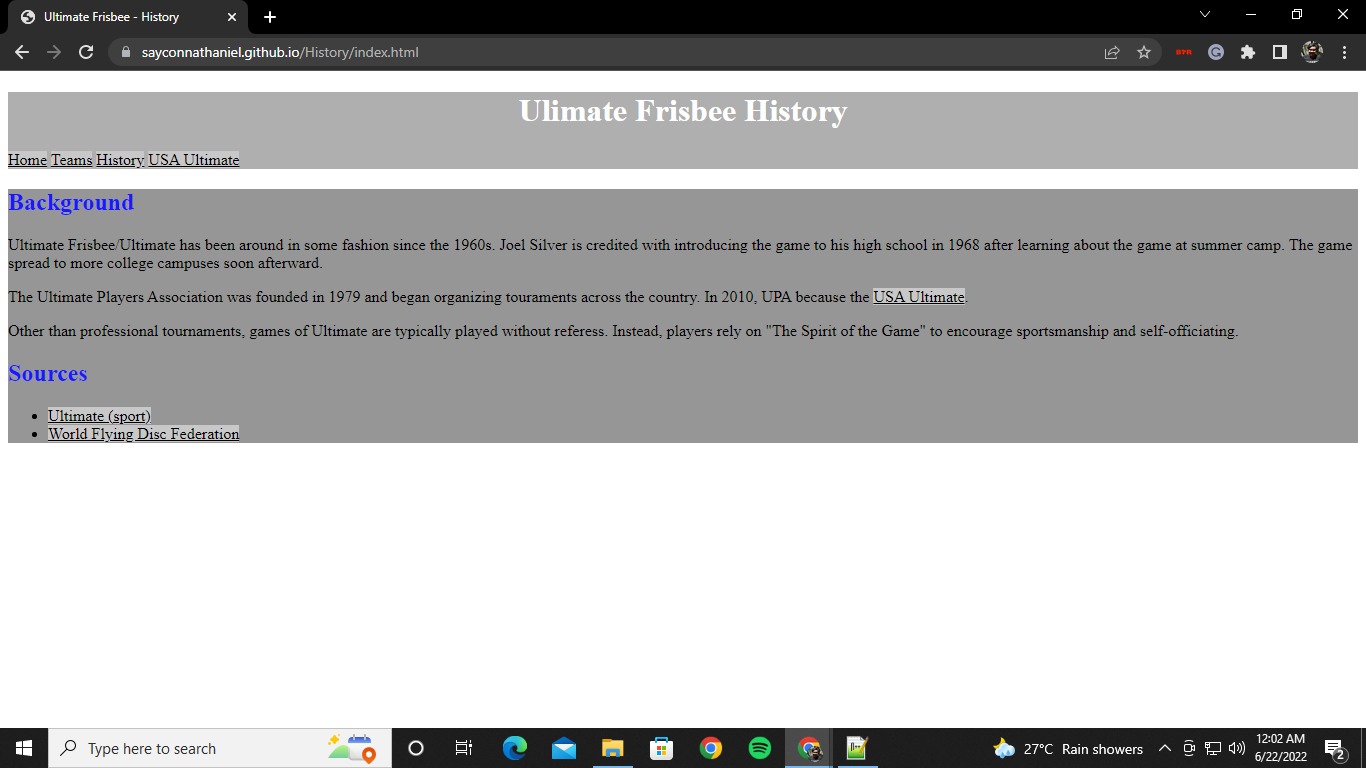 Ultimate Frisbee - History
sayconnathaniel.github.io/History/index.html
Ulimate Frisbee History
Home Teams History USA Ultimate
Background
Ultimate Frisbee/Ultimate has been around in some fashion since the 1960s. Joel Silver is credited with introducing the game to his high school in 1968 after learning about the game at summer camp. The game
spread to more college campuses soon afterward.
The Ultimate Players Association was founded in 1979 and began organizing touraments across the country. In 2010, UPA because the USA Ultimate.
Other than professional tournaments, games of Ultimate are typically played without referess. Instead, players rely on "The Spirit of the Game" to encourage sportsmanship and self-officiating.
Sources
Ultimate (sport)
World Flying Disc Federation
Type here to search
27°C Rain showers
12:02 AM
6/22/2022
2